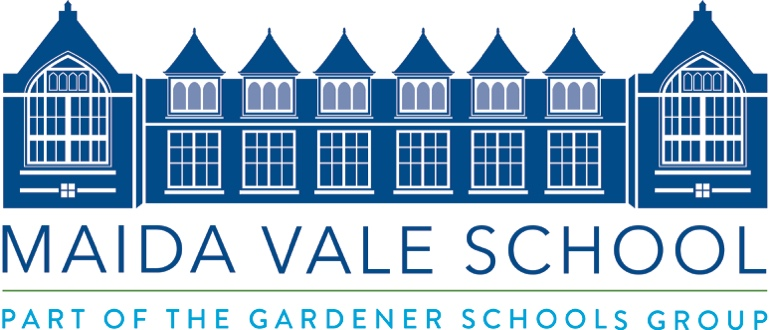 MAIDA VALE SCHOOL
PART OF THE GARDENER SCHOOLS GROUP